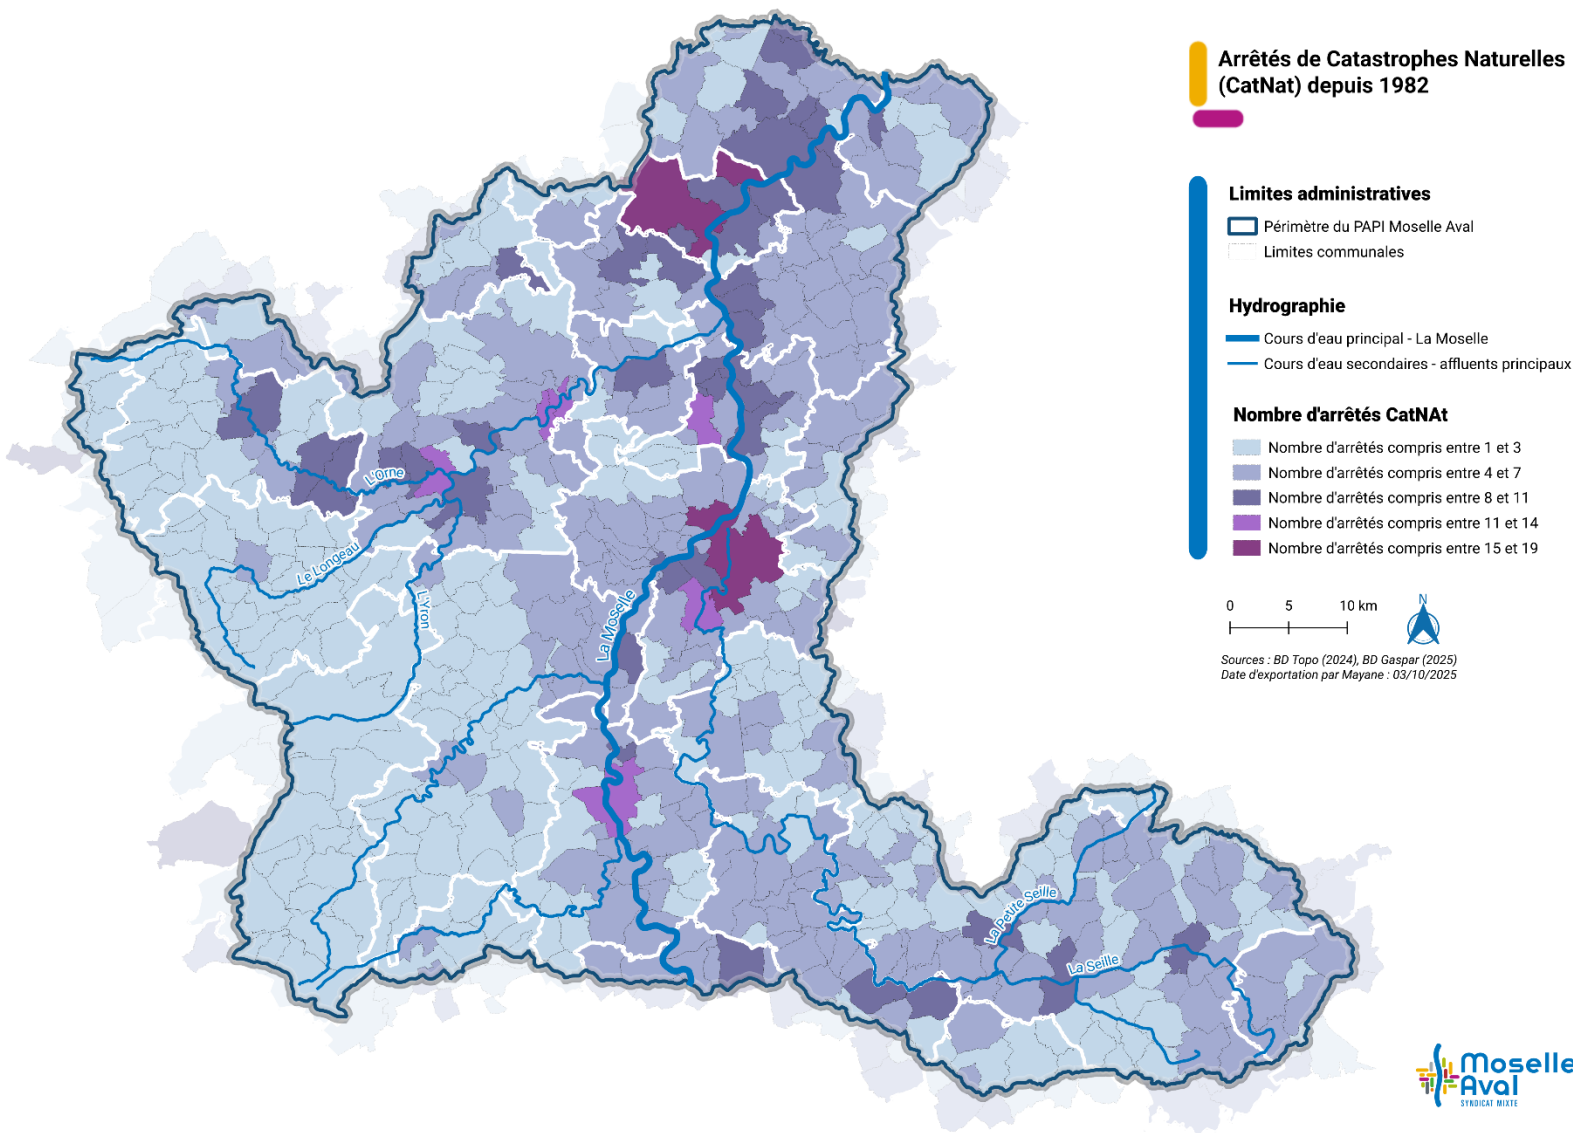 Arrêtés de Catastrophes Naturelles
(CatNat) depuis 1982
Limites administratives
Périmètre du PAPI Moselle Aval
Limites communales
Hydrographie
Cours d'eau principal - La Moselle
Cours d'eau secondaires - affluents principaux
Nombre d'arrêtés CatNAt
Nombre d'arrêtés compris entre 1 et 3
Nombre d'arrêtés compris entre 4 et 7
Nombre d'arrêtés compris entre 8 et 11
Nombre d'arrêtés compris entre 11 et 14
Nombre d'arrêtés compris entre 15 et 19
0 5 10 km
N
Sources : BD Topo (2024), BD Gaspar (2025)
Date d'exportation par Mayane : 03/10/2025
L'Orne
Le Longeau
L'Yron
La Moselle
La Petite Seille
La Seille
Moselle
Aval
SYNDICAT MIXTE